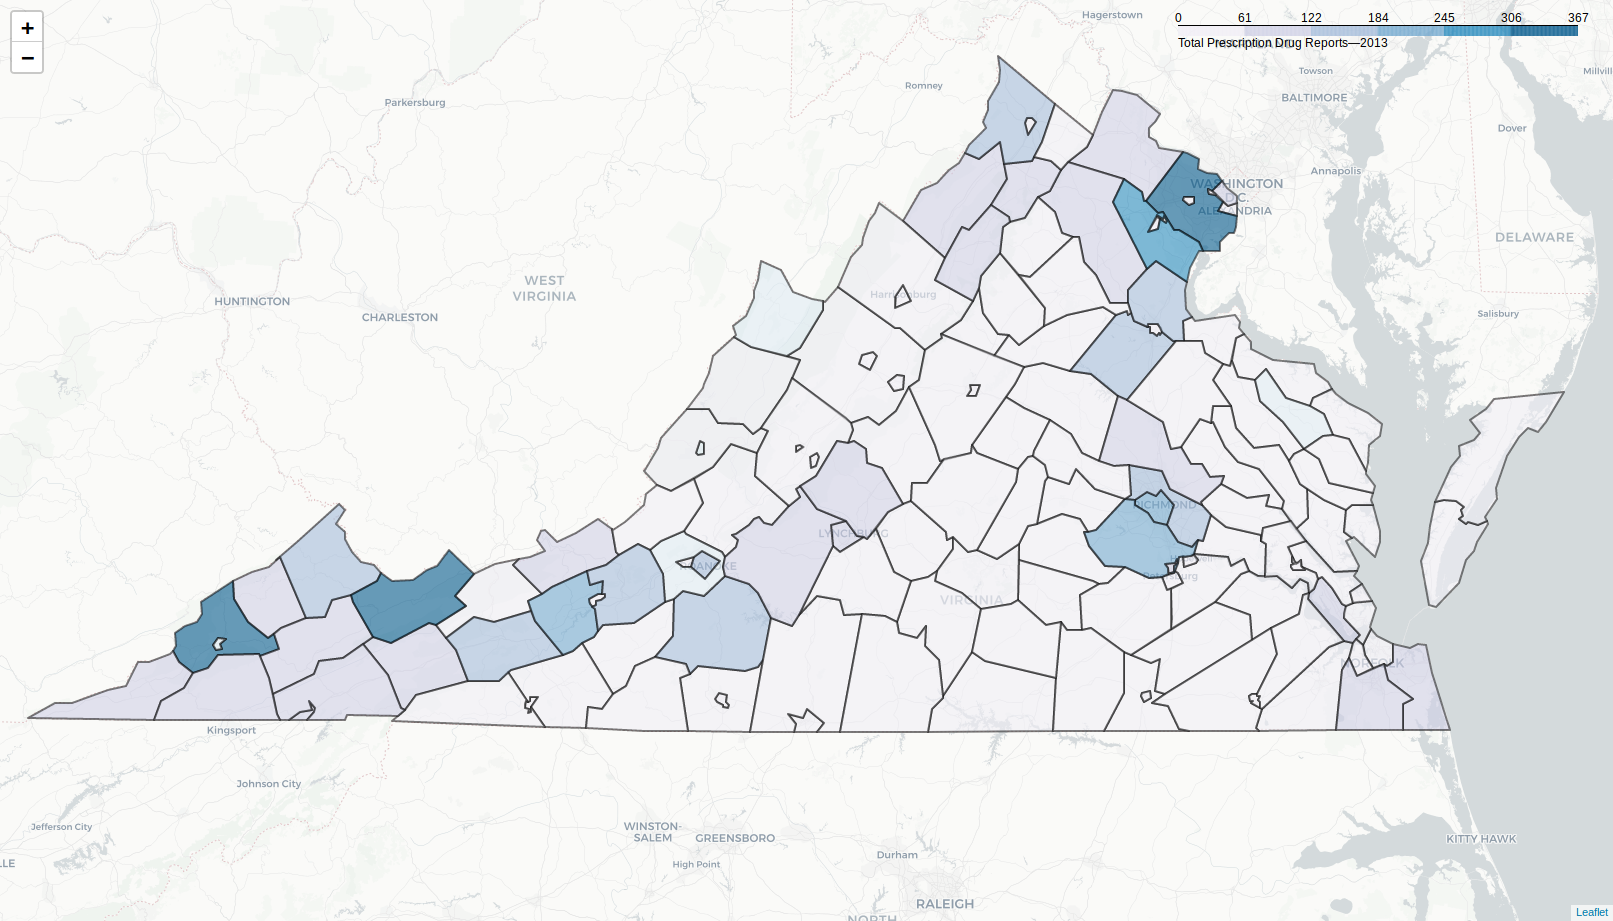 +
−
0 61 122 184 245 306 367
Total Prescription Drug Reports—2013
Hagerstown
Romney
Towson
Millvill
Parkersburg
BALTIMORE
Dover
Annapolis
WASHINGTON
D.C.
ALEXANDRIA
DELAWARE
WEST
VIRGINIA
Harrisonburg
HUNTINGTON
CHARLESTON
Salisbury
RICHMOND
LYNCHBURG
ROANOKE
Petersburg
VIRGINIA
NORFOLK
Kingsport
Johnson City
Jefferson City
WINSTON-
SALEM
GREENSBORO
KITTY HAWK
Durham
LLE
High Point
RALEIGH
NORTH
Leaflet